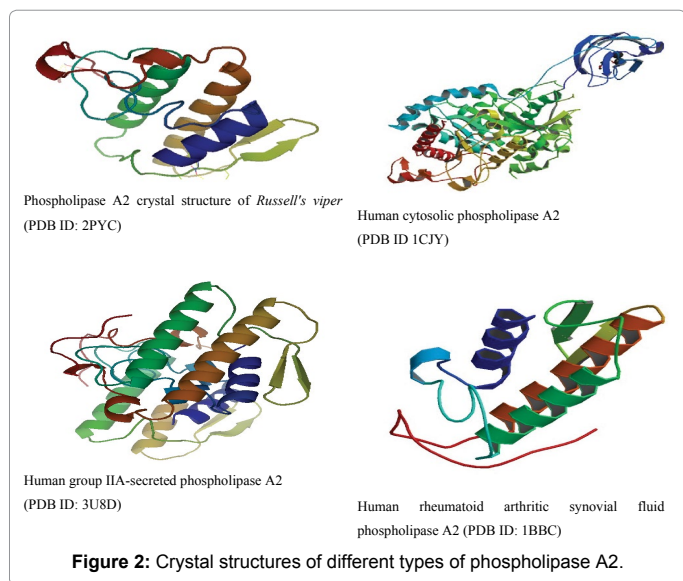 Phospholipase A2 crystal structure of Russell's viper
(PDB ID: 2PYC)
Human cytosolic phospholipase A2
(PDB ID 1CJY)
Human group IIA-secreted phospholipase A2
(PDB ID: 3U8D)
Human rheumatoid arthritic synovial fluid
phospholipase A2 (PDB ID: 1BBC)
Figure 2: Crystal structures of different types of phospholipase A2.